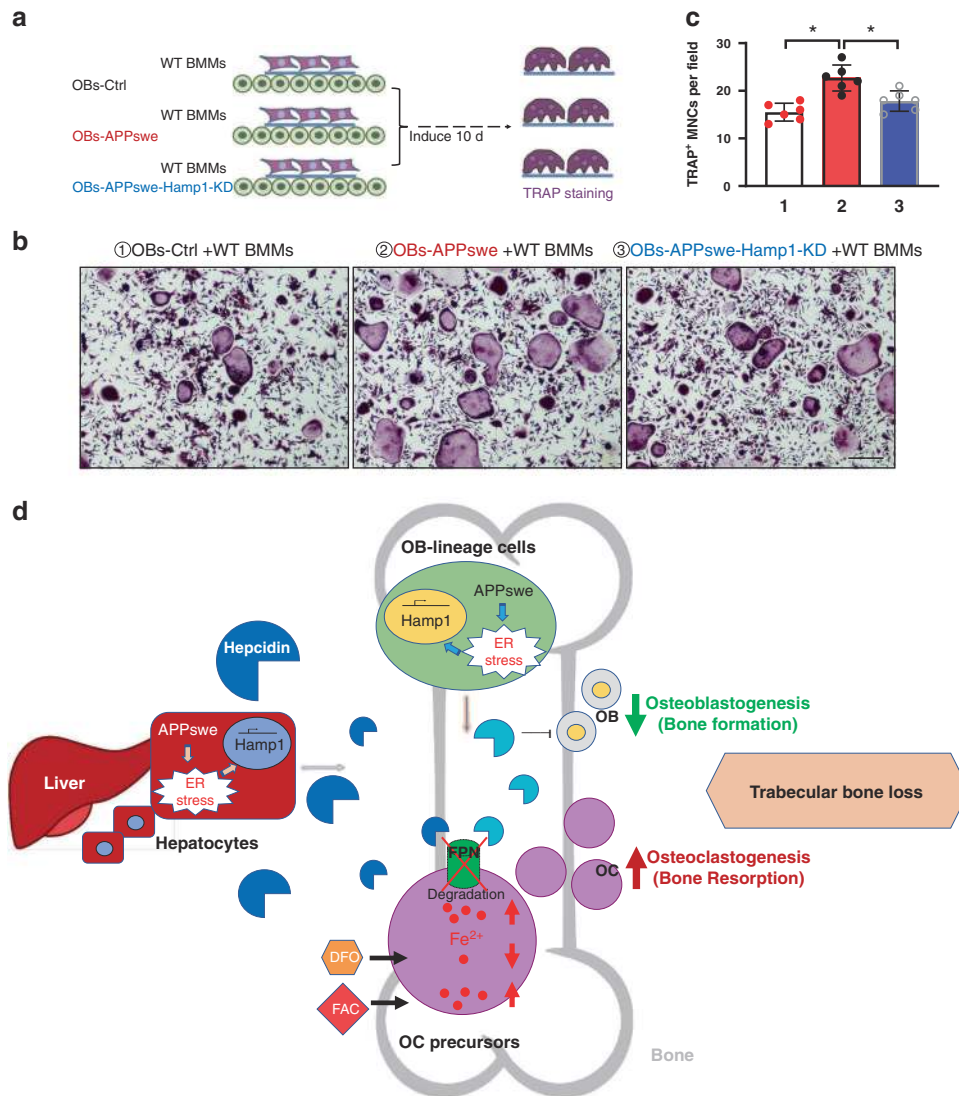 a
WT BMMs
OBs-Ctrl
WT BMMs
OBs-APPswe
WT BMMs
OBs-APPswe-Hamp1-KD
Induce 10 d
TRAP staining
c
TRAP⁺ MNCs per field
30
20
10
0
*
*
1
2
3
b
①OBs-Ctrl +WT BMMs
②OBs-APPswe +WT BMMs
③OBs-APPswe-Hamp1-KD +WT BMMs
d
OB-lineage cells
APPswe
Hamp1
ER
stress
Hepcidin
OB
Osteoblastogenesis
(Bone formation)
APPswe
Hamp1
ER
stress
Liver
Hepatocytes
Trabecular bone loss
FPN
Degradation
OC
Osteoclastogenesis
(Bone Resorption)
Fe²⁺
DFO
FAC
OC precursors
Bone